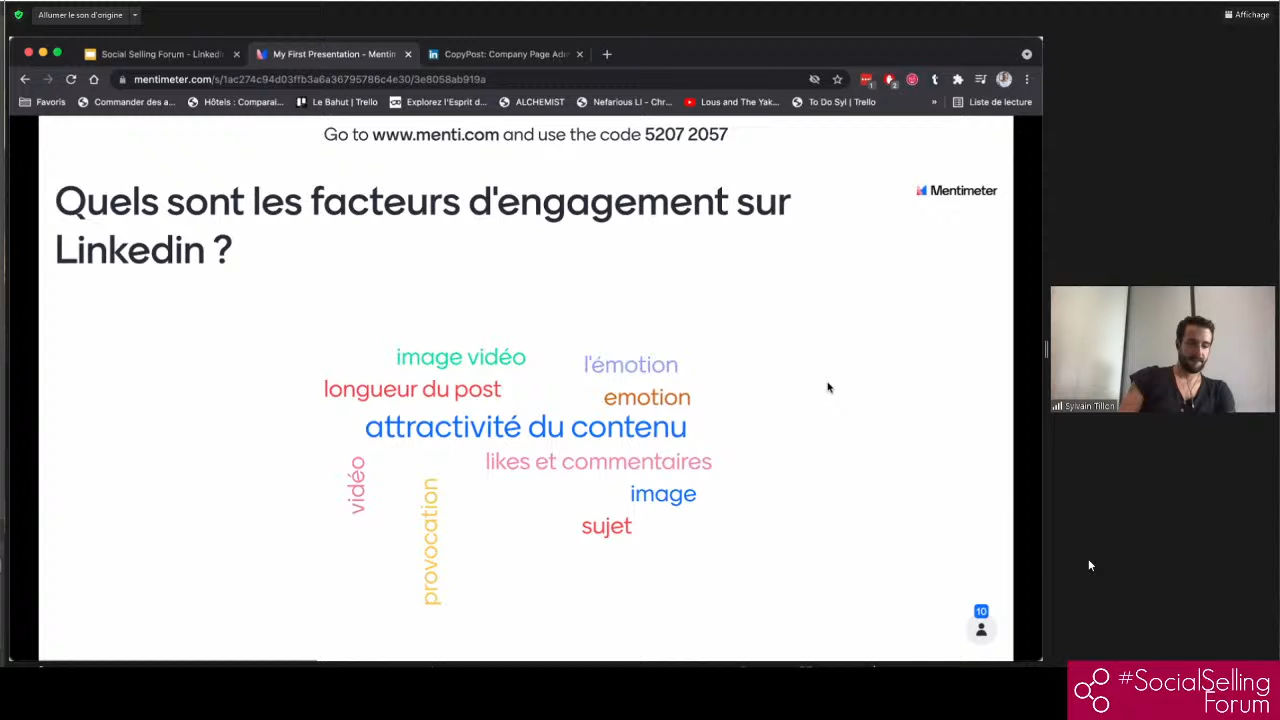 Allumer le son d'origine
Affichage
Social Selling Forum - Linkedi
My First Presentation - Mentim
CopyPost: Company Page Adm
mentimeter.com/s/1ac274c94d03ffb3a6a36795786c4e30/3e8058ab919a
Favoris
Commander des a...
Hôtels : Comparai...
Le Bahut | Trello
Explorez l'Esprit d...
ALCHEMIST
Nefarious LI - Chr...
Lous and The Yak...
To Do Syl | Trello
»
Liste de lecture
Go to www.menti.com and use the code 5207 2057
Quels sont les facteurs d'engagement sur
Linkedin ?
Mentimeter
image vidéo
l'émotion
longueur du post
emotion
attractivité du contenu
likes et commentaires
vidéo
provocation
image
sujet
10
Sylvain Tillon
#SocialSelling
Forum